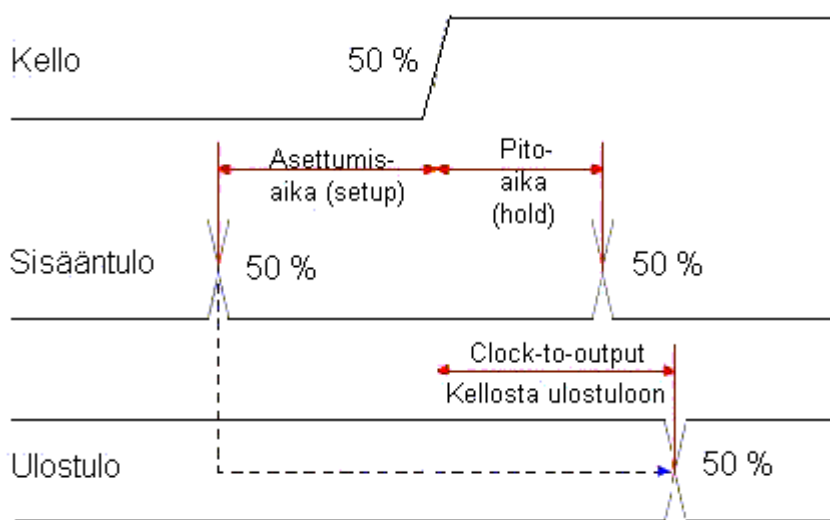 Kello
50 %
Asettumis-
aika (setup)
Pito-
aika
(hold)
Sisääntulo
50 %
50 %
Clock-to-output
Kellosta ulostuloon
Ulostulo
50 %